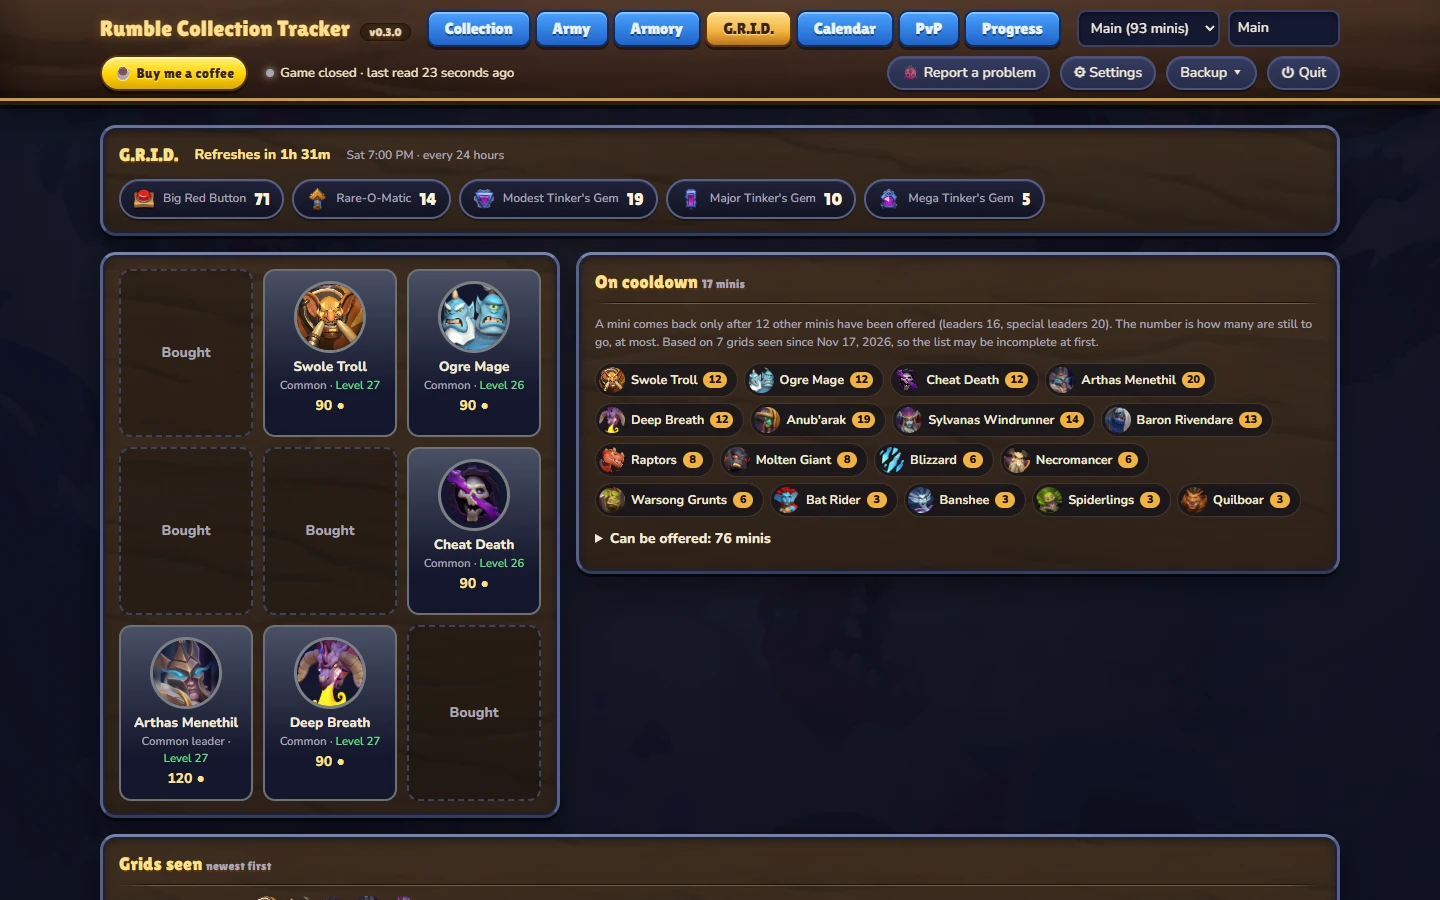 Rumble Collection Tracker v0.3.0 Collection Army Armory G.R.I.D. Calendar PvP Progress Main (93 minis) Main
Buy me a coffee Game closed · last read 23 seconds ago Report a problem Settings Backup Quit
G.R.I.D. Refreshes in 1h 31m Sat 7:00 PM · every 24 hours
Big Red Button 71 Rare-O-Matic 14 Modest Tinker's Gem 19 Major Tinker's Gem 10 Mega Tinker's Gem 5
Bought
Swole Troll
Common · Level 27
90
Ogre Mage
Common · Level 26
90
Bought
Bought
Cheat Death
Common · Level 26
90
Arthas Menethil
Common leader ·
Level 27
120
Deep Breath
Common · Level 27
90
Bought
On cooldown 17 minis
A mini comes back only after 12 other minis have been offered (leaders 16, special leaders 20). The number is how many are still to
go, at most. Based on 7 grids seen since Nov 17, 2026, so the list may be incomplete at first.
Swole Troll 12 Ogre Mage 12 Cheat Death 12 Arthas Menethil 20
Deep Breath 12 Anub'arak 19 Sylvanas Windrunner 14 Baron Rivendare 13
Raptors 8 Molten Giant 8 Blizzard 6 Necromancer 6
Warsong Grunts 6 Bat Rider 3 Banshee 3 Spiderlings 3 Quilboar 3
Can be offered: 76 minis
Grids seen newest first